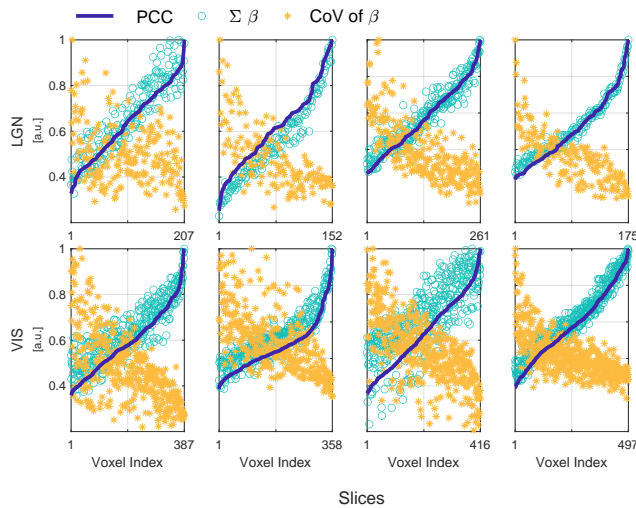 PCC Σ β CoV of β
LGN
[a.u.]
1
0.8
0.6
0.4
1 207 1 152 1 261 1 175
VIS
[a.u.]
1
0.8
0.6
0.4
1 387 1 358 1 416 1 497
Voxel Index Voxel Index Voxel Index Voxel Index
Slices